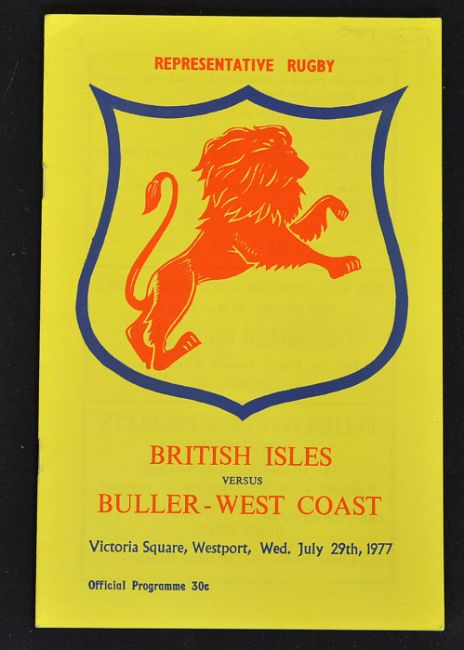 REPRESENTATIVE RUGBY
BRITISH ISLES
VERSUS
BULLER-WEST COAST
Victoria Square, Westport, Wed. July 29th, 1977
Official Programme 30c